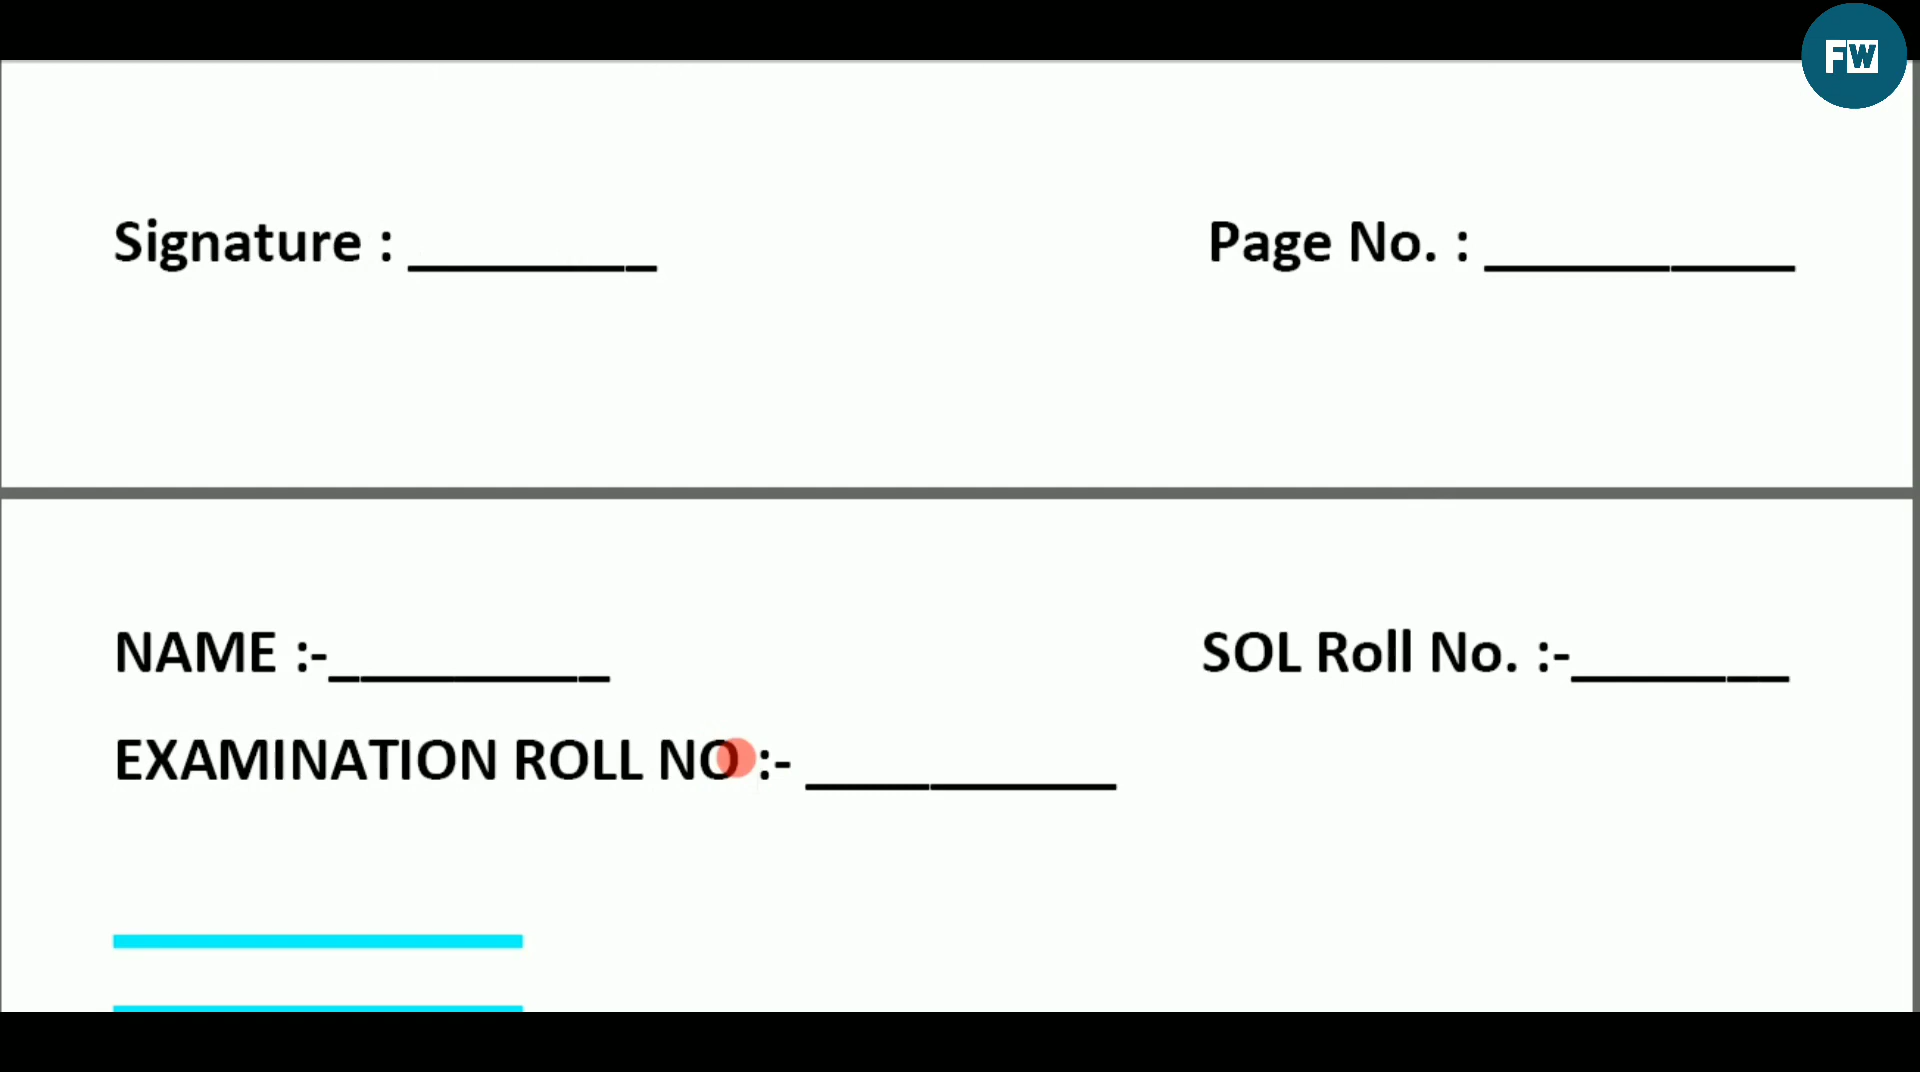 FW
Signature : ________ Page No. : __________
NAME :-_________ SOL Roll No. :-_______
EXAMINATION ROLL NO :- __________